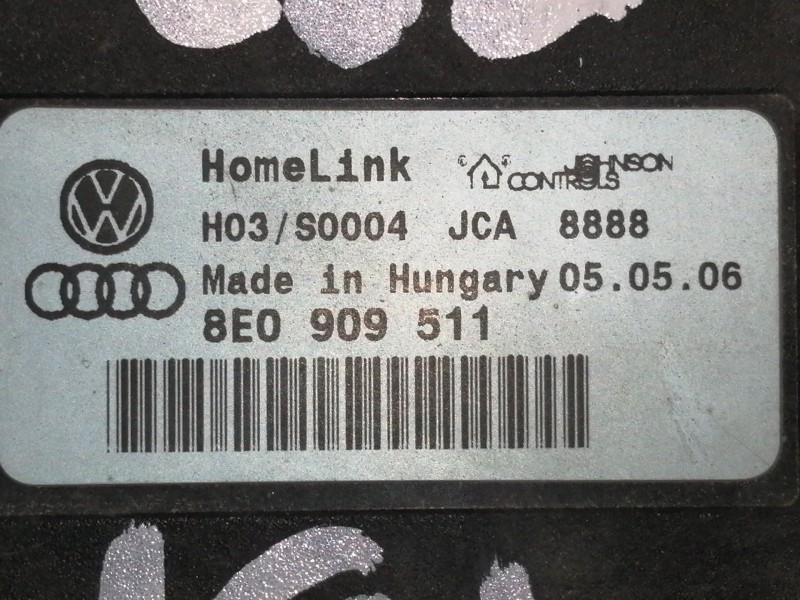 HomeLink JOHNSON CONTROLS
H03/S0004 JCA 8888
Made in Hungary 05.05.06
8E0 909 511